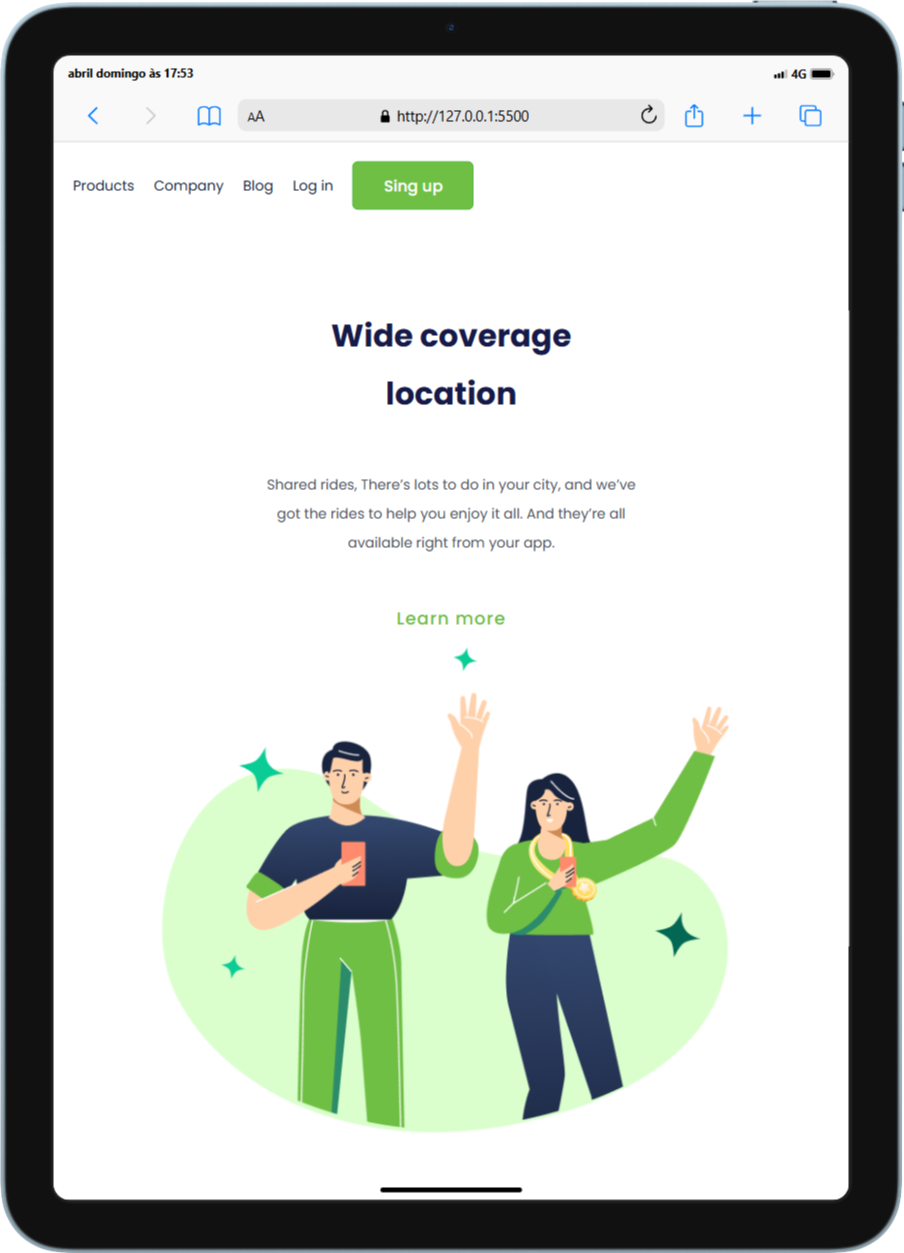 abril domingo às 17:53
4G
AA
http://127.0.0.1:5500
Products Company Blog Log in Sing up
Wide coverage
location
Shared rides, There’s lots to do in your city, and we’ve
got the rides to help you enjoy it all. And they’re all
available right from your app.
Learn more